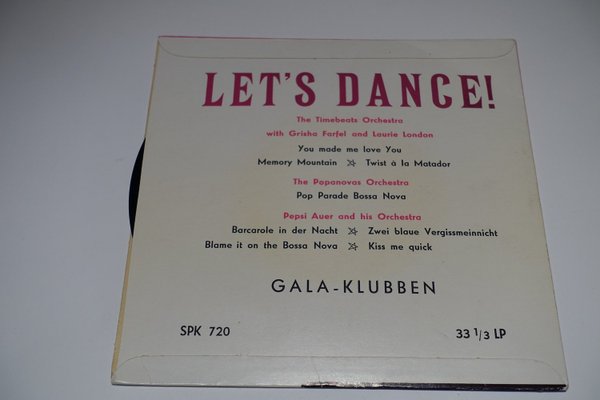 LET'S DANCE!
The Timebeats Orchestra
with Grisha Farfel and Laurie London
You made me love You
Memory Mountain ☆ Twist à la Matador
The Popanovas Orchestra
Pop Parade Bossa Nova
Pepsi Auer and his Orchestra
Barcarole in der Nacht ☆ Zwei blaue Vergissmeinnicht
Blame it on the Bossa Nova ☆ Kiss me quick
GALA-KLUBBEN
SPK 720 33 1/3 LP